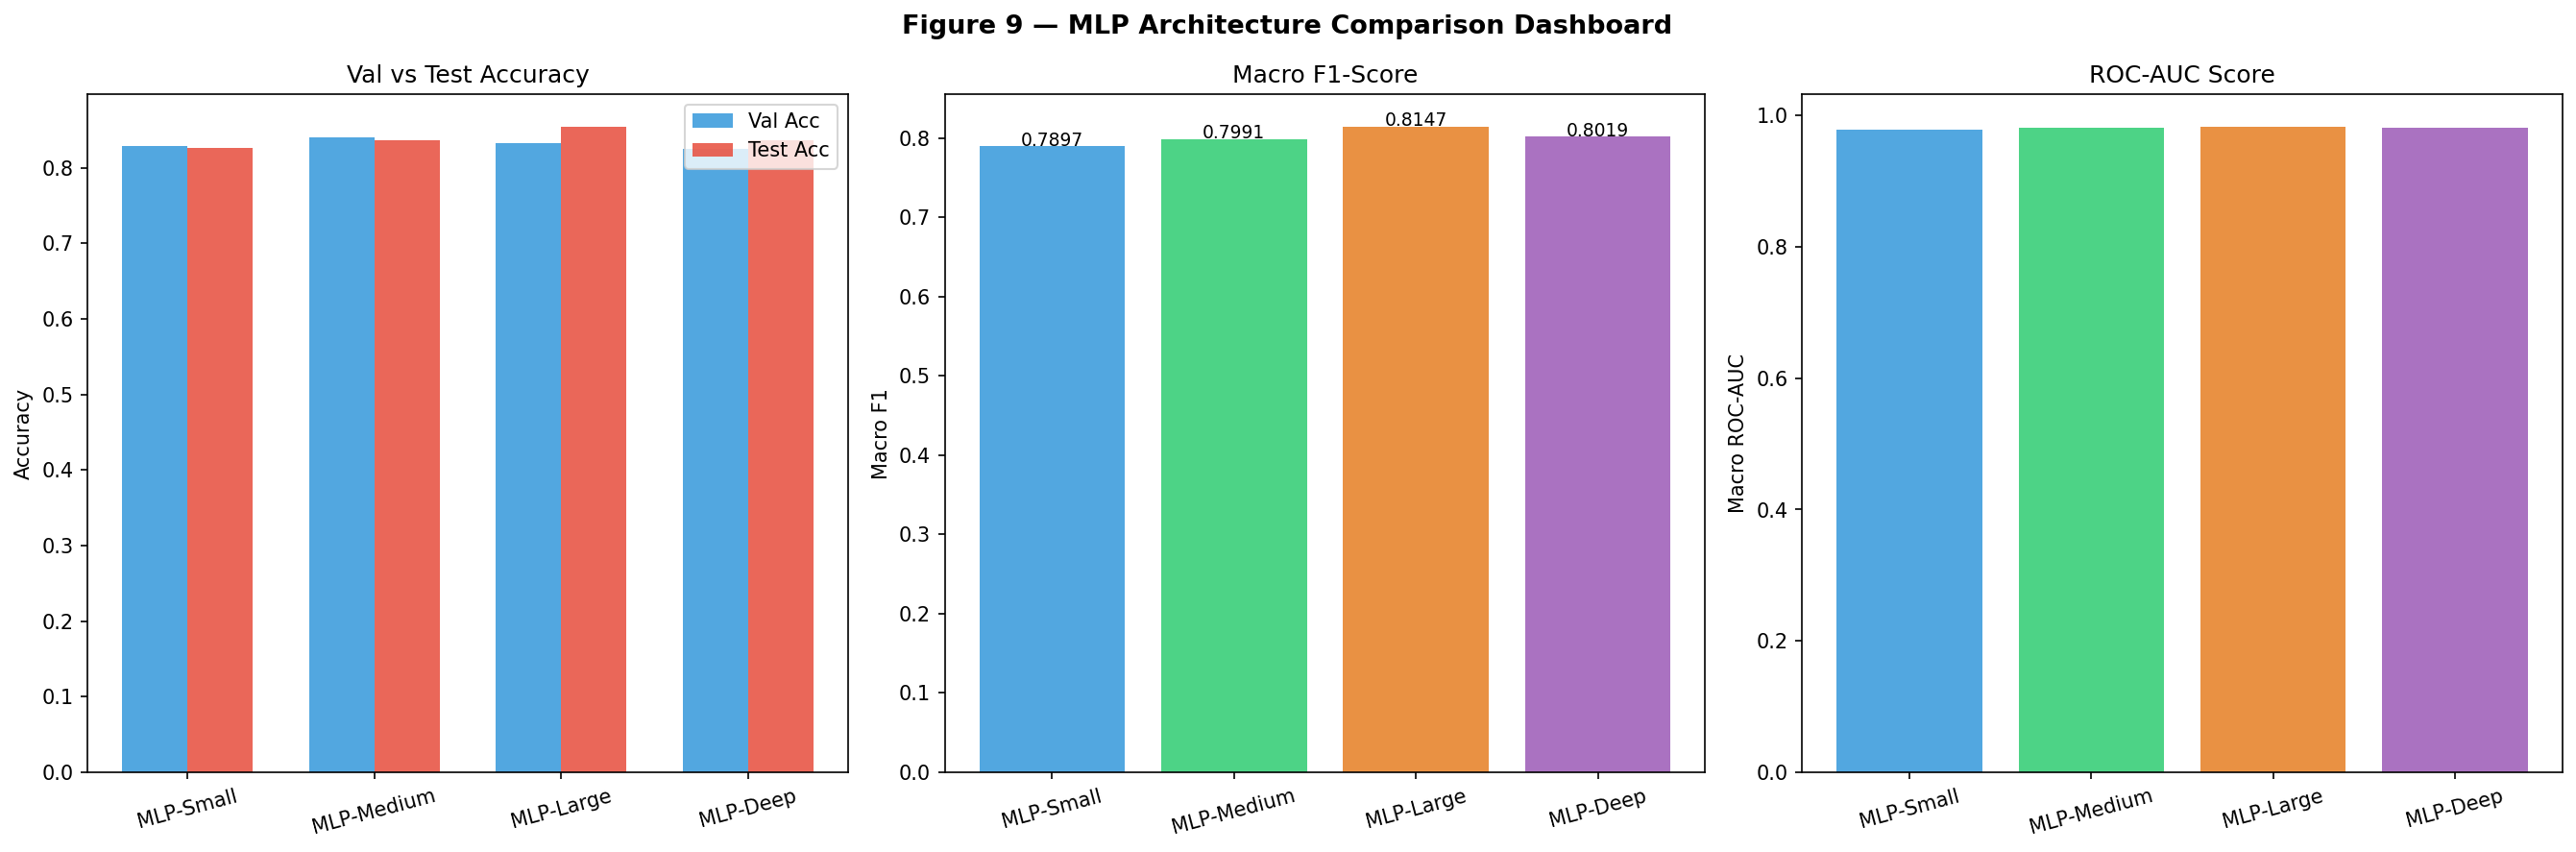 Figure 9 — MLP Architecture Comparison Dashboard
Val vs Test Accuracy
Val Acc
Test Acc
Accuracy
0.8
0.7
0.6
0.5
0.4
0.3
0.2
0.1
0.0
MLP-Small
MLP-Medium
MLP-Large
MLP-Deep
Macro F1-Score
0.7897
0.7991
0.8147
0.8019
Macro F1
0.8
0.7
0.6
0.5
0.4
0.3
0.2
0.1
0.0
MLP-Small
MLP-Medium
MLP-Large
MLP-Deep
ROC-AUC Score
Macro ROC-AUC
1.0
0.8
0.6
0.4
0.2
0.0
MLP-Small
MLP-Medium
MLP-Large
MLP-Deep